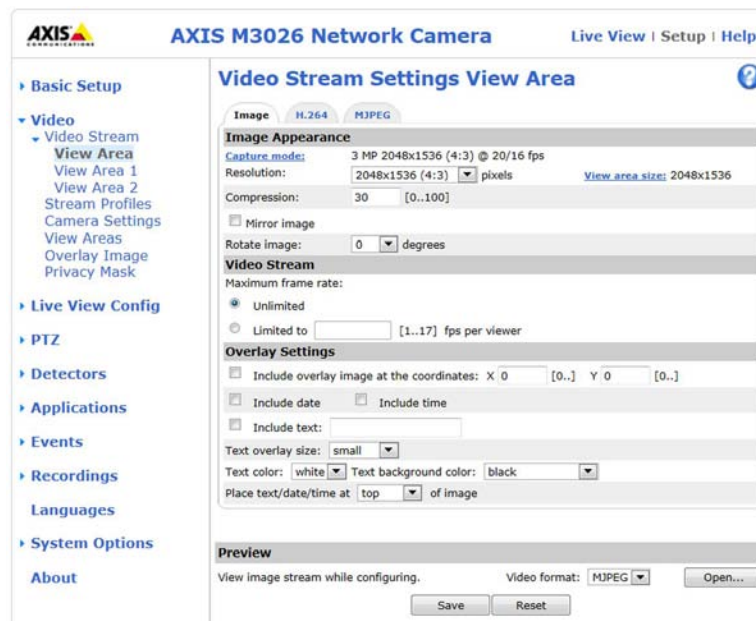 AXIS
COMMUNICATIONS
AXIS M3026 Network Camera
Live View | Setup | Help
Basic Setup
Video
Video Stream
View Area
View Area 1
View Area 2
Stream Profiles
Camera Settings
View Areas
Overlay Image
Privacy Mask
Live View Config
PTZ
Detectors
Applications
Events
Recordings
Languages
System Options
About
Video Stream Settings View Area
?
Image H.264 MJPEG
Image Appearance
Capture mode: 3 MP 2048x1536 (4:3) @ 20/16 fps
Resolution: 2048x1536 (4:3) pixels View area size: 2048x1536
Compression: 30 [0..100]
Mirror image
Rotate image: 0 degrees
Video Stream
Maximum frame rate:
Unlimited
Limited to [1..17] fps per viewer
Overlay Settings
Include overlay image at the coordinates: X 0 [0..] Y 0 [0..]
Include date Include time
Include text:
Text overlay size: small
Text color: white Text background color: black
Place text/date/time at top of image
Preview
View image stream while configuring. Video format: MJPEG Open...
Save Reset